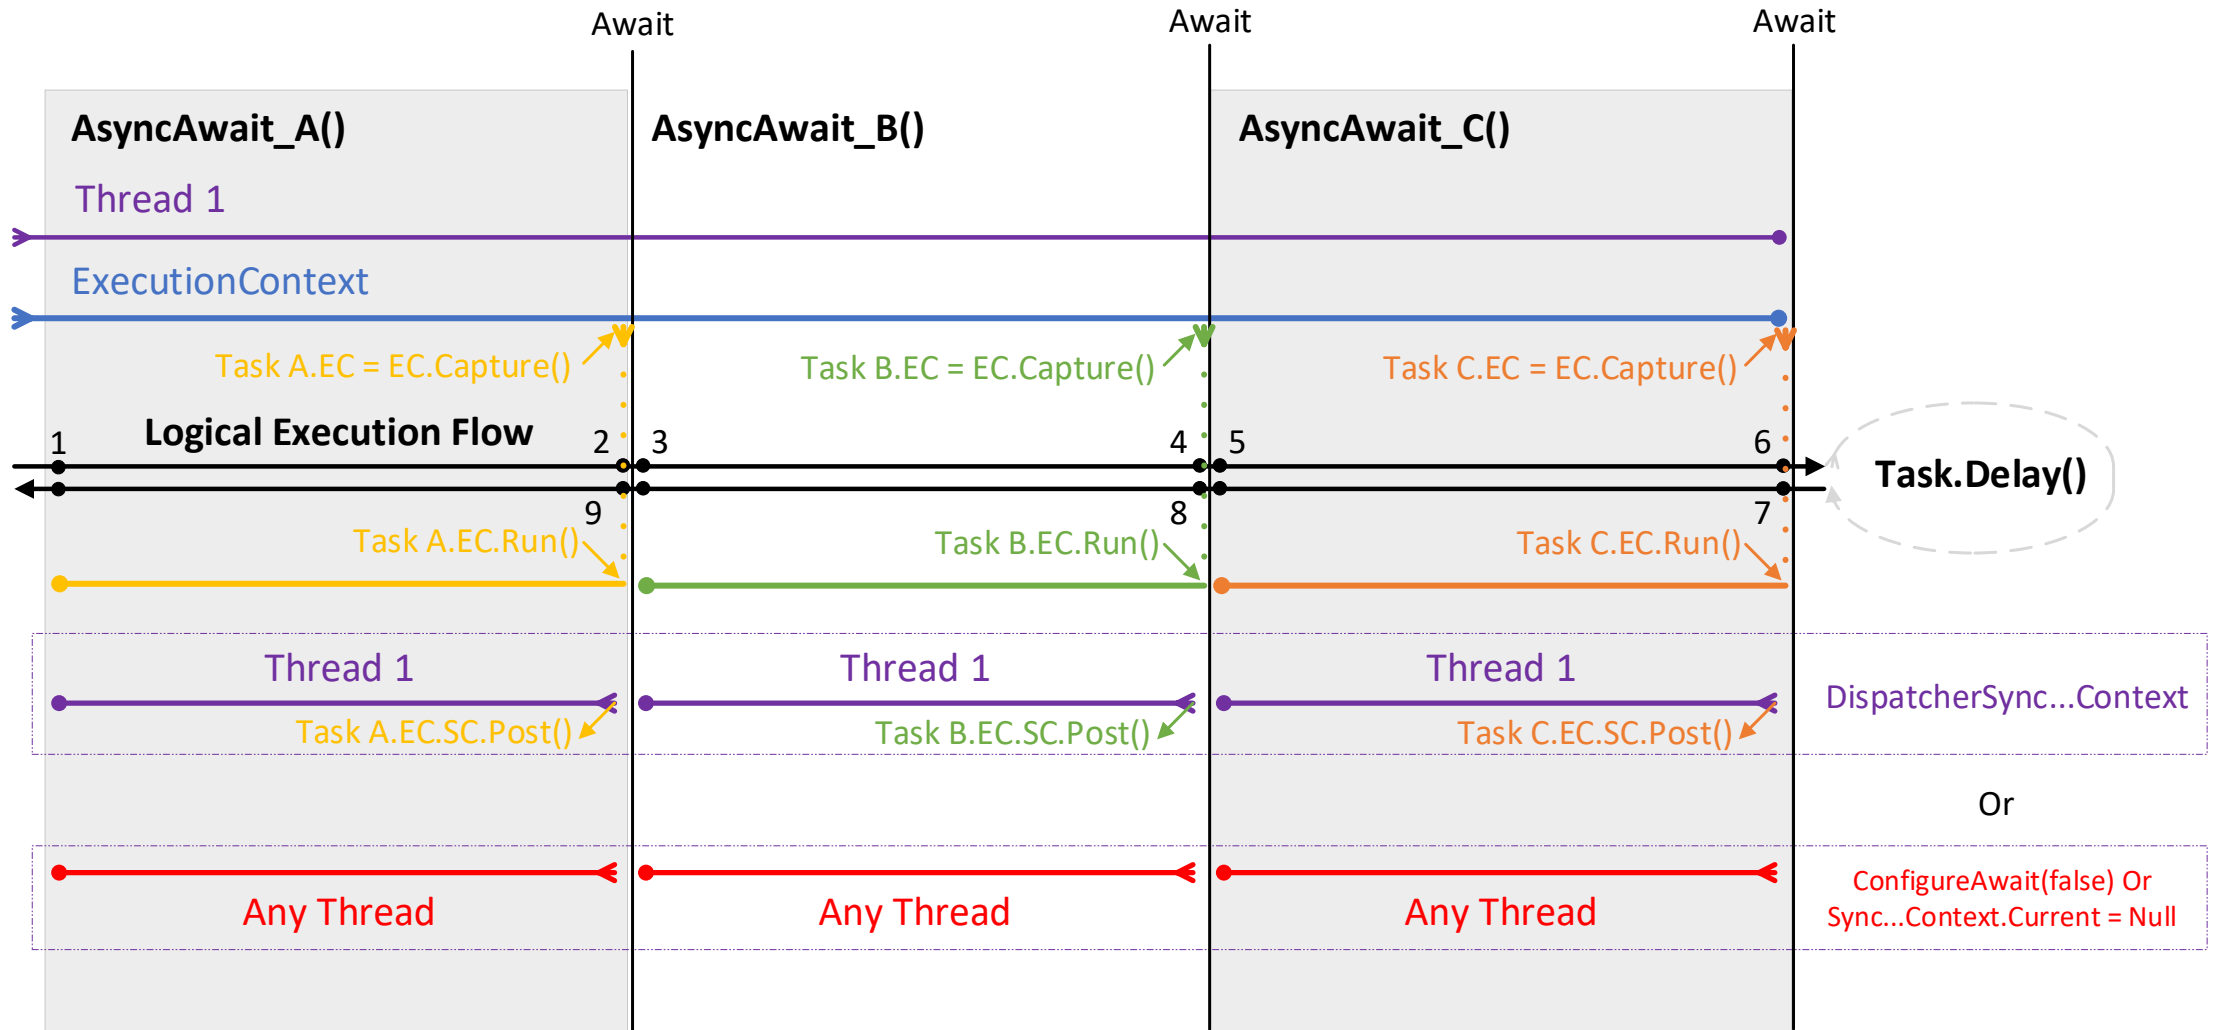 Await
Await
Await
AsyncAwait_A()
AsyncAwait_B()
AsyncAwait_C()
Thread 1
ExecutionContext
Task A.EC = EC.Capture()
Task B.EC = EC.Capture()
Task C.EC = EC.Capture()
Logical Execution Flow
1
2
3
4
5
6
Task.Delay()
9
8
7
Task A.EC.Run()
Task B.EC.Run()
Task C.EC.Run()
Thread 1
Thread 1
Thread 1
DispatcherSync...Context
Task A.EC.SC.Post()
Task B.EC.SC.Post()
Task C.EC.SC.Post()
Or
Any Thread
Any Thread
Any Thread
ConfigureAwait(false) Or
Sync...Context.Current = Null